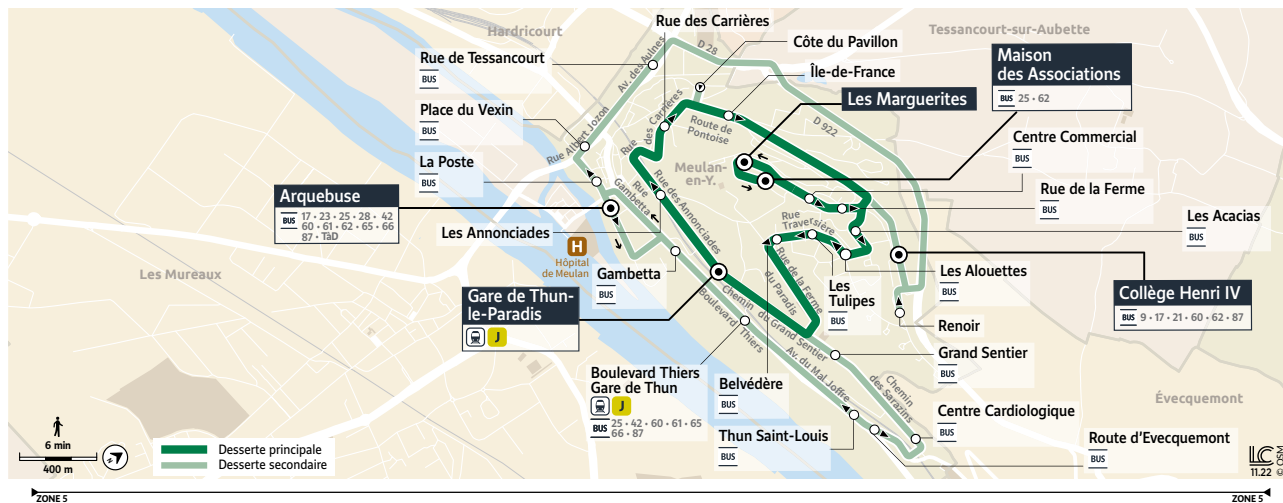 Rue des Carrières
Hardricourt
D 28
Tessancourt-sur-Aubette
Côte du Pavillon
Rue de Tessancourt
BUS
Av. des Aulnes
Maison
des Associations
BUS 25 • 62
Île-de-France
P
Les Marguerites
Place du Vexin
BUS
Rue Albert Jozon
Rue
des Carrières
Route de
Pontoise
D 922
Centre Commercial
BUS
La Poste
BUS
Meulan-
en-Y.
Rue
Gambetta
Rue des Annonciades
Rue de la Ferme
BUS
Arquebuse
BUS 17 • 23 • 25 • 28 • 42
60 • 61 • 62 • 65 • 66
87 • TàD
Rue
Traversière
Les Acacias
BUS
Les Annonciades
H
Hôpital
de Meulan
Les Mureaux
Gambetta
BUS
Rue de la Ferme
du Paradis
Les
Tulipes
BUS
Les Alouettes
BUS
Collège Henri IV
BUS 9 • 17 • 21 • 60 • 62 • 87
Gare de Thun-
le-Paradis
J
Chemin du Grand Sentier
Boulevard Thiers
Renoir
Grand Sentier
BUS
Boulevard Thiers
Gare de Thun
J
BUS 25 • 42 • 60 • 61 • 65
66 • 87
Belvédère
BUS
Av. du Mal Joffre
Chemin
des Sarazins
Évecquemont
Centre Cardiologique
BUS
Thun Saint-Louis
BUS
Route d'Evecquemont
BUS
6 min
400 m
Desserte principale
Desserte secondaire
LC
11.22
© OSM
ZONE 5
ZONE 5